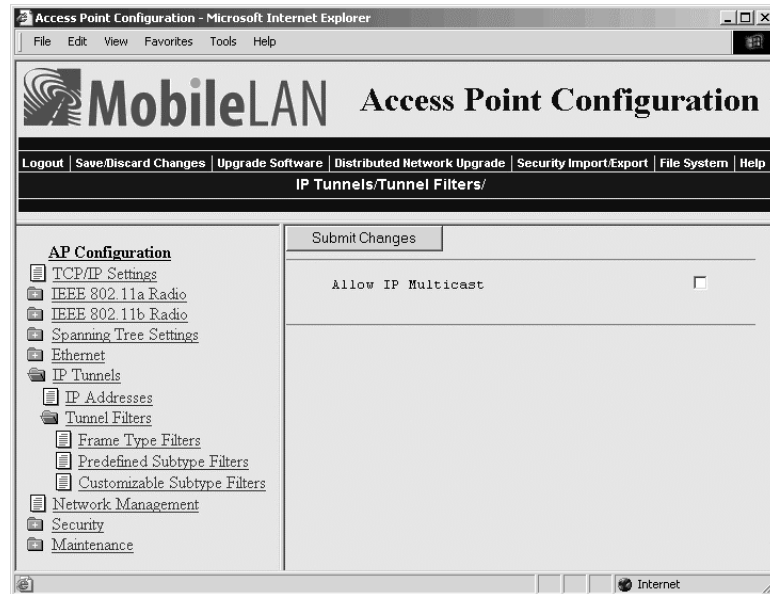 Access Point Configuration - Microsoft Internet Explorer
File Edit View Favorites Tools Help
MobileLAN Access Point Configuration
Logout | Save/Discard Changes | Upgrade Software | Distributed Network Upgrade | Security Import/Export | File System | Help
IP Tunnels/Tunnel Filters/
AP Configuration
TCP/IP Settings
IEEE 802.11a Radio
IEEE 802.11b Radio
Spanning Tree Settings
Ethernet
IP Tunnels
IP Addresses
Tunnel Filters
Frame Type Filters
Predefined Subtype Filters
Customizable Subtype Filters
Network Management
Security
Maintenance
Submit Changes
Allow IP Multicast
Internet